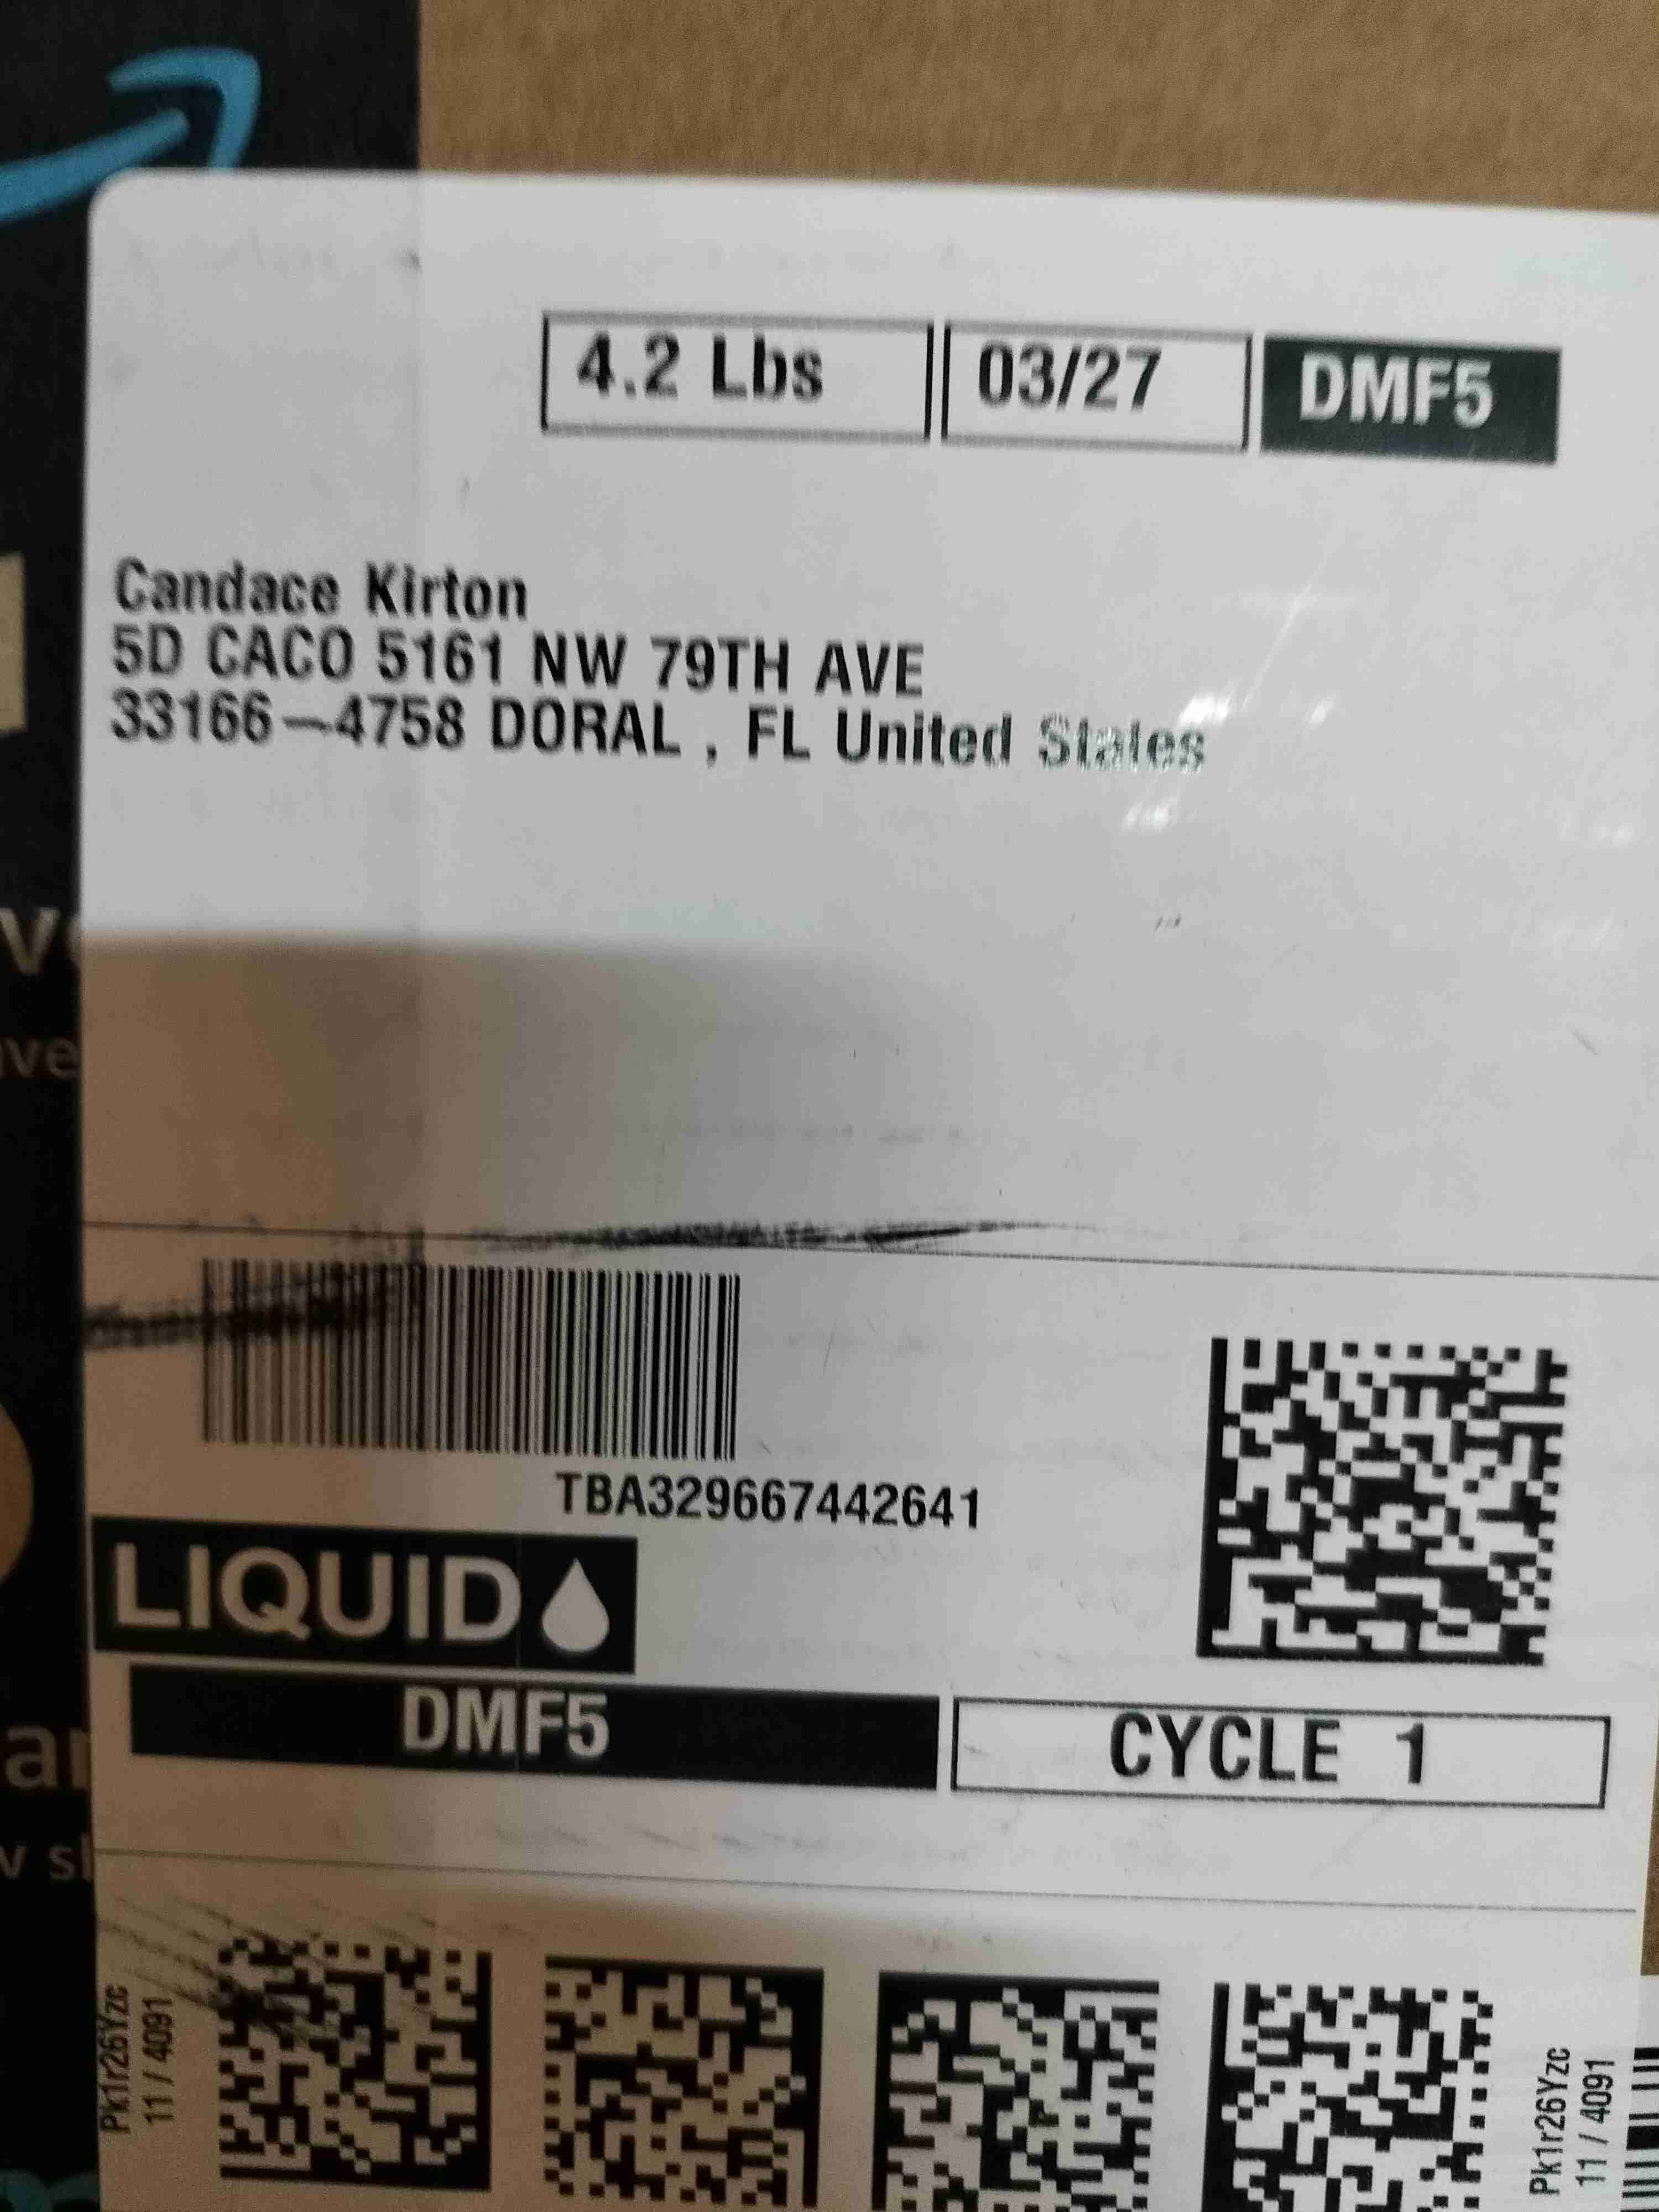 4.2 Lbs 03/27 DMF5
Candace Kirton
5D CACO 5161 NW 79TH AVE
33166-4758 DORAL , FL United States
TBA329667442641
LIQUID
DMF5 CYCLE 1
Pk1r26Yzc
11 / 4091
Pk1r26Yzc
11 / 4091